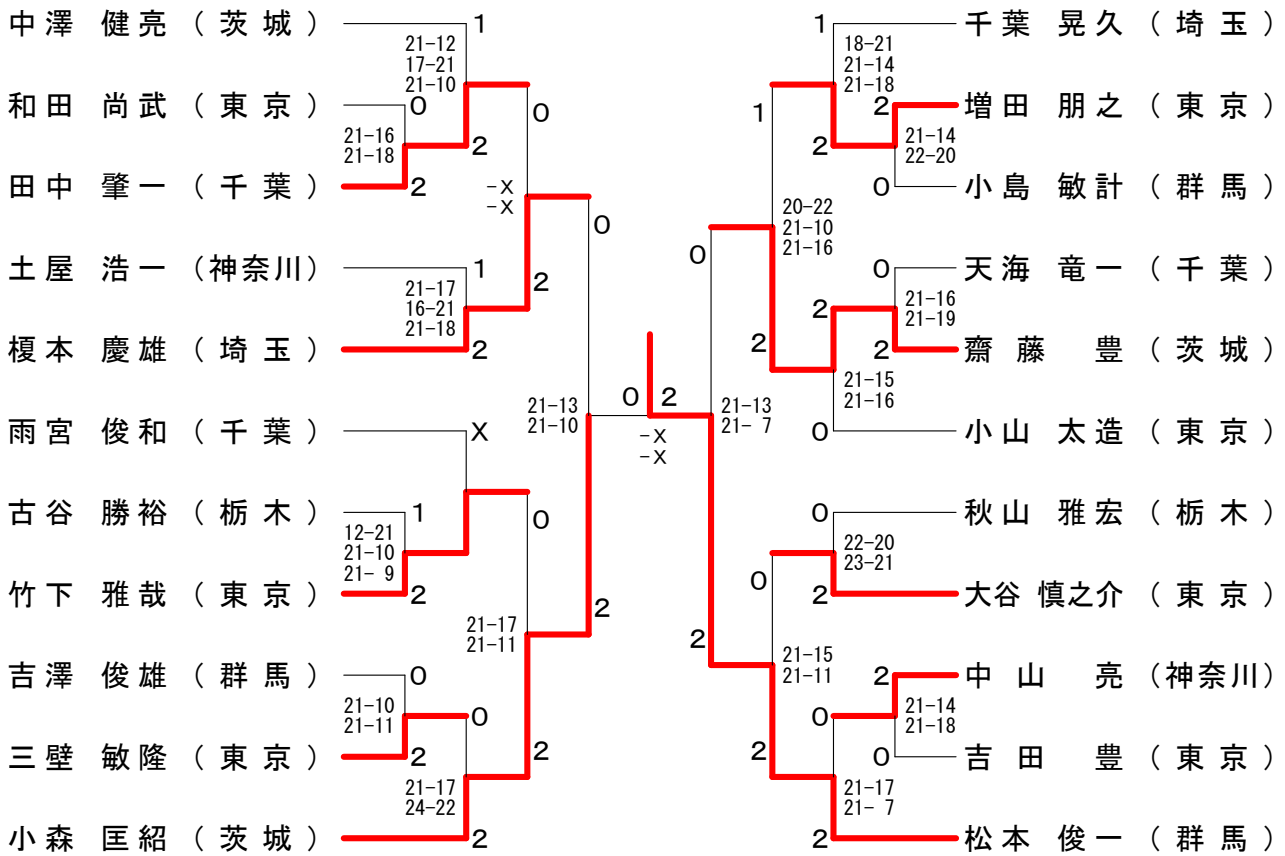 中澤 健亮 (茨城)
1
21-12
17-21
21-10
和田 尚武 (東京)
0
0
21-16
21-18
2
田中 肇一 (千葉)
2
-X
-X
0
土屋 浩一 (神奈川)
1
21-17
16-21
21-18
2
榎本 慶雄 (埼玉)
2
21-13
21-10
雨宮 俊和 (千葉)
X
古谷 勝裕 (栃木)
1
0
12-21
21-10
21- 9
竹下 雅哉 (東京)
2
2
21-17
21-11
吉澤 俊雄 (群馬)
0
21-10
21-11
0
三壁 敏隆 (東京)
2
2
21-17
24-22
小森 匡紹 (茨城)
2
0 2
-X
-X
1
千葉 晃久 (埼玉)
18-21
21-14
21-18
1
2
増田 朋之 (東京)
2
21-14
22-20
0
小島 敏計 (群馬)
20-22
21-10
21-16
0
0
天海 竜一 (千葉)
2
21-16
21-19
2
2
齋藤 豊 (茨城)
21-15
21-16
21-13
21- 7
0
小山 太造 (東京)
0
秋山 雅宏 (栃木)
22-20
23-21
0
2
大谷 慎之介 (東京)
2
21-15
21-11
2
中山 亮 (神奈川)
0
21-14
21-18
2
0
吉田 豊 (東京)
21-17
21- 7
2
松本 俊一 (群馬)